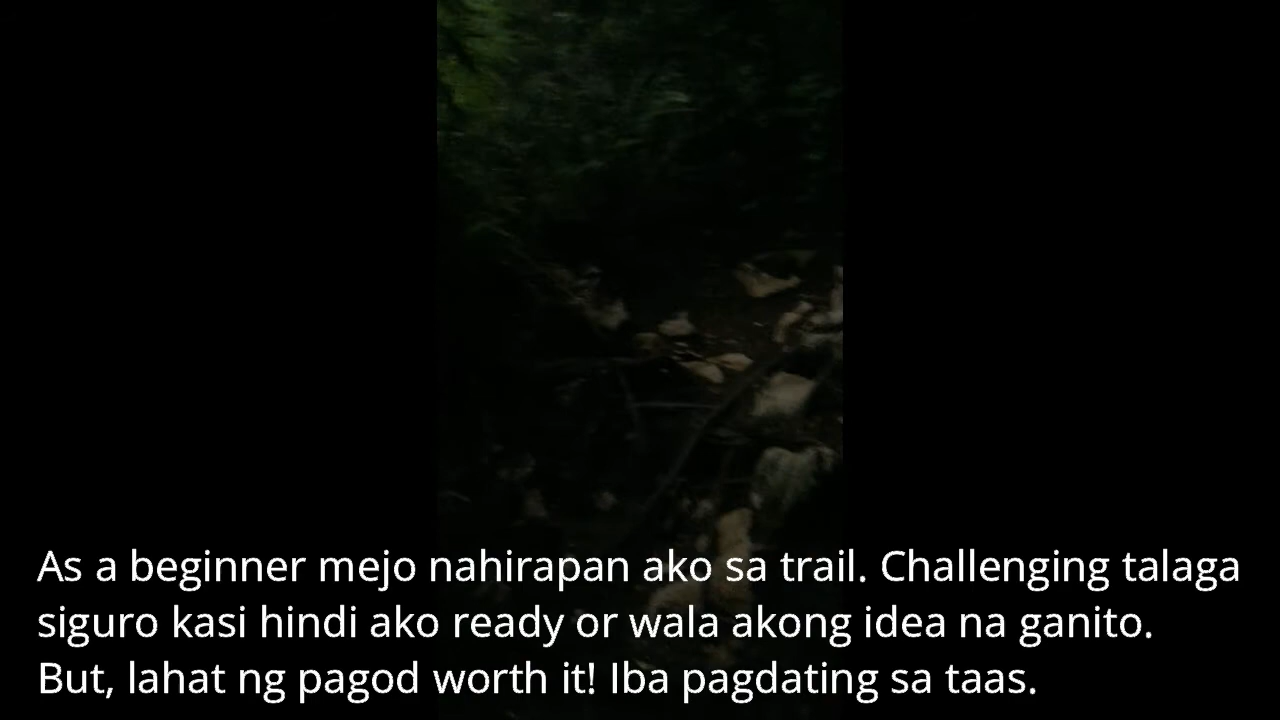 As a beginner mejo nahirapan ako sa trail. Challenging talaga
siguro kasi hindi ako ready or wala akong idea na ganito.
But, lahat ng pagod worth it! Iba pagdating sa taas.